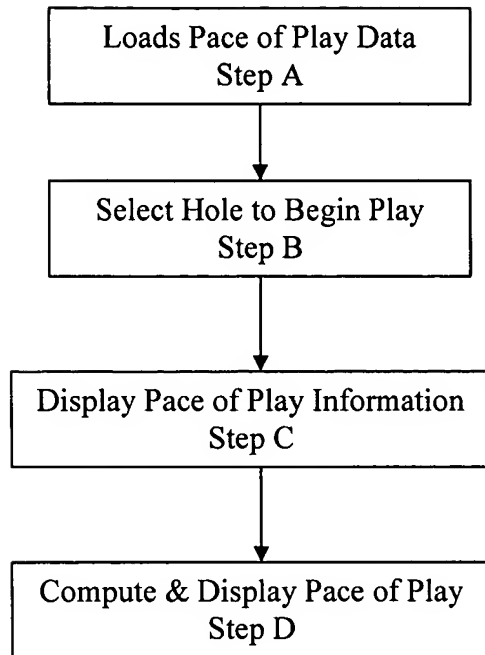 Loads Pace of Play Data
Step A
Select Hole to Begin Play
Step B
Display Pace of Play Information
Step C
Compute & Display Pace of Play
Step D